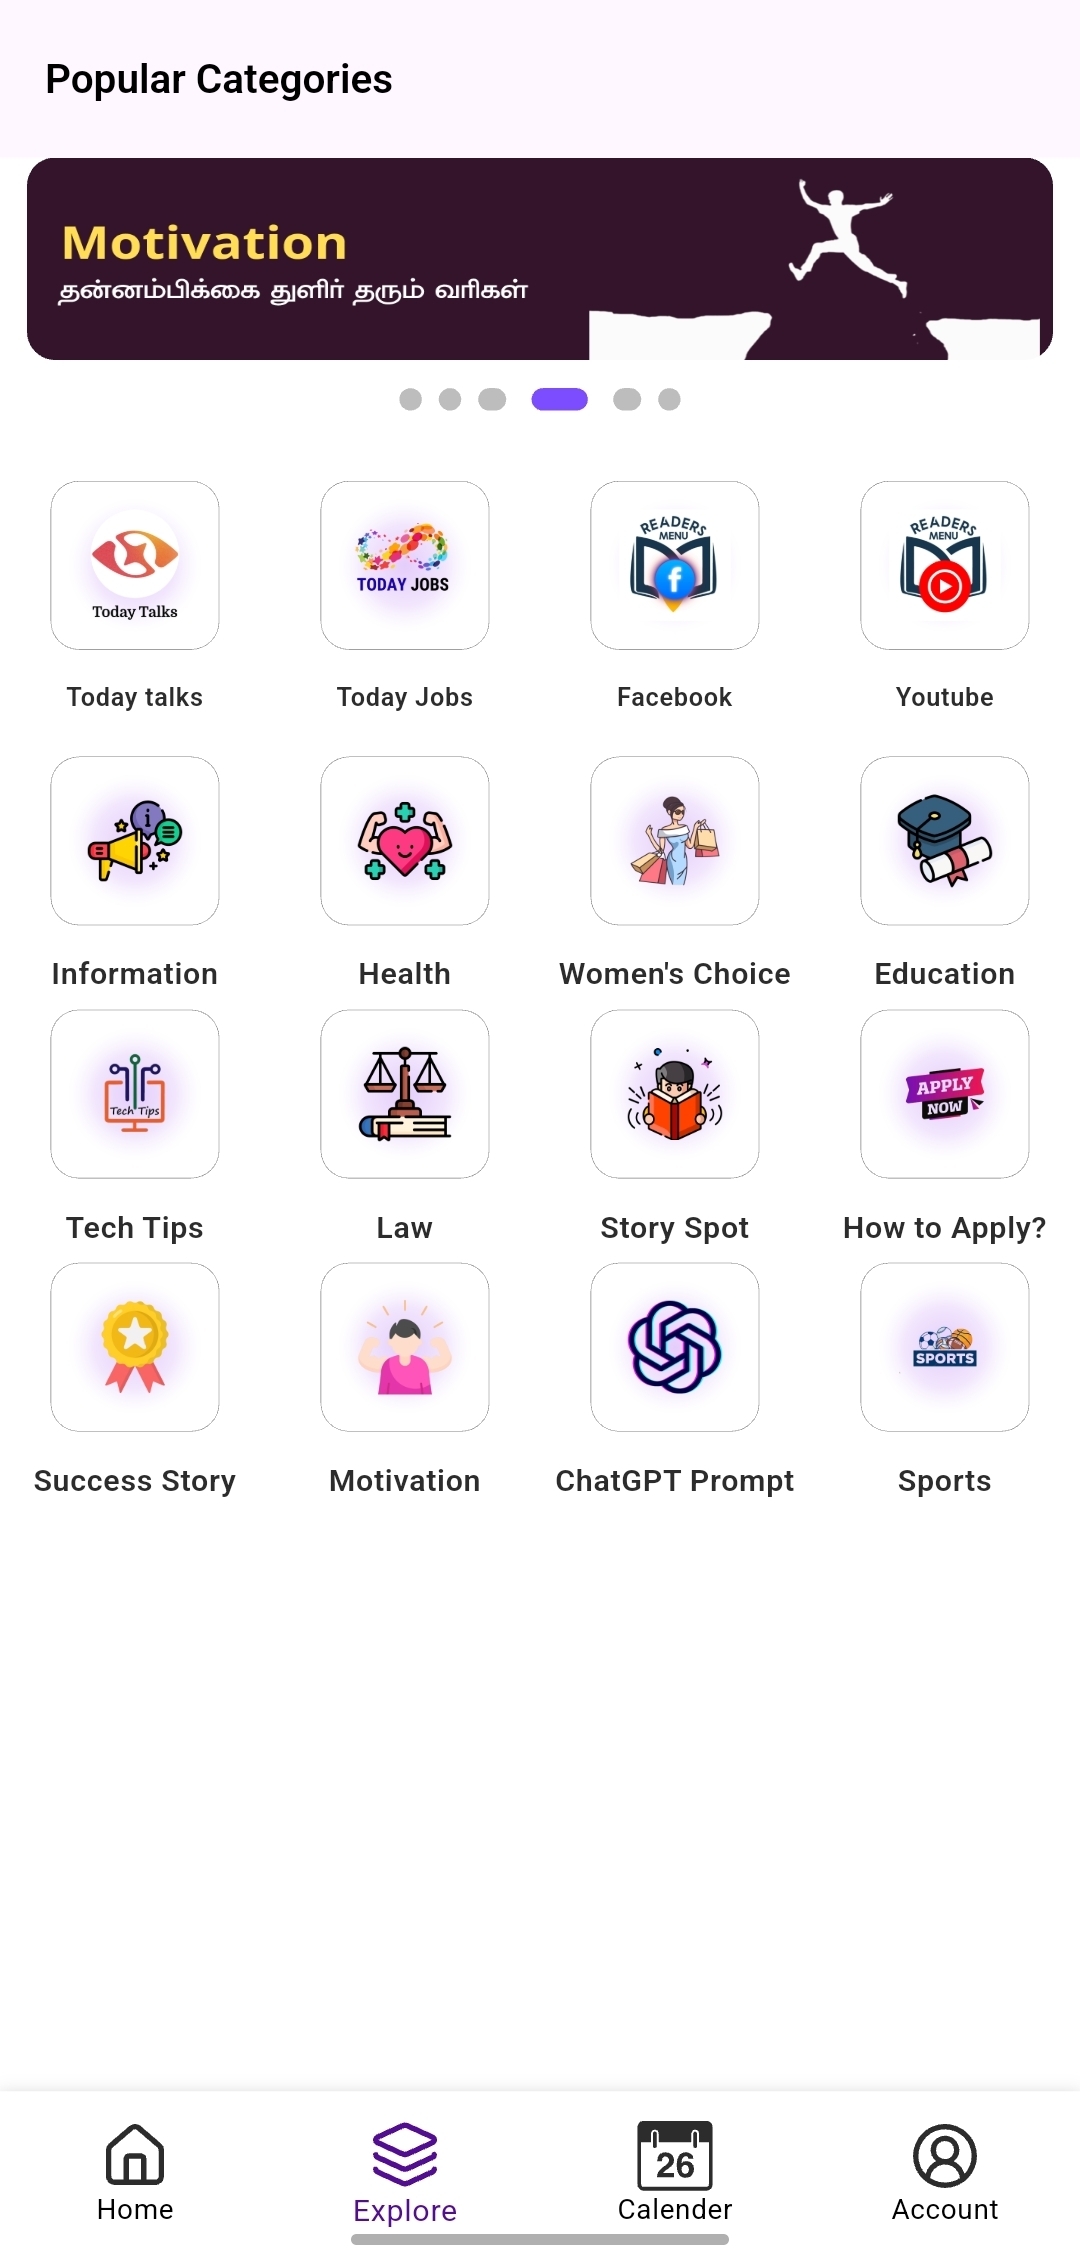 Popular Categories
Motivation
தன்னம்பிக்கை துளிர் தரும் வரிகள்
Today Talks
TODAY JOBS
READERS
MENU
f
READERS
MENU
Today talks
Today Jobs
Facebook
Youtube
i
Information
Health
Women's Choice
Education
Tech Tips
APPLY
NOW
Tech Tips
Law
Story Spot
How to Apply?
SPORTS
Success Story
Motivation
ChatGPT Prompt
Sports
26
Home
Explore
Calender
Account